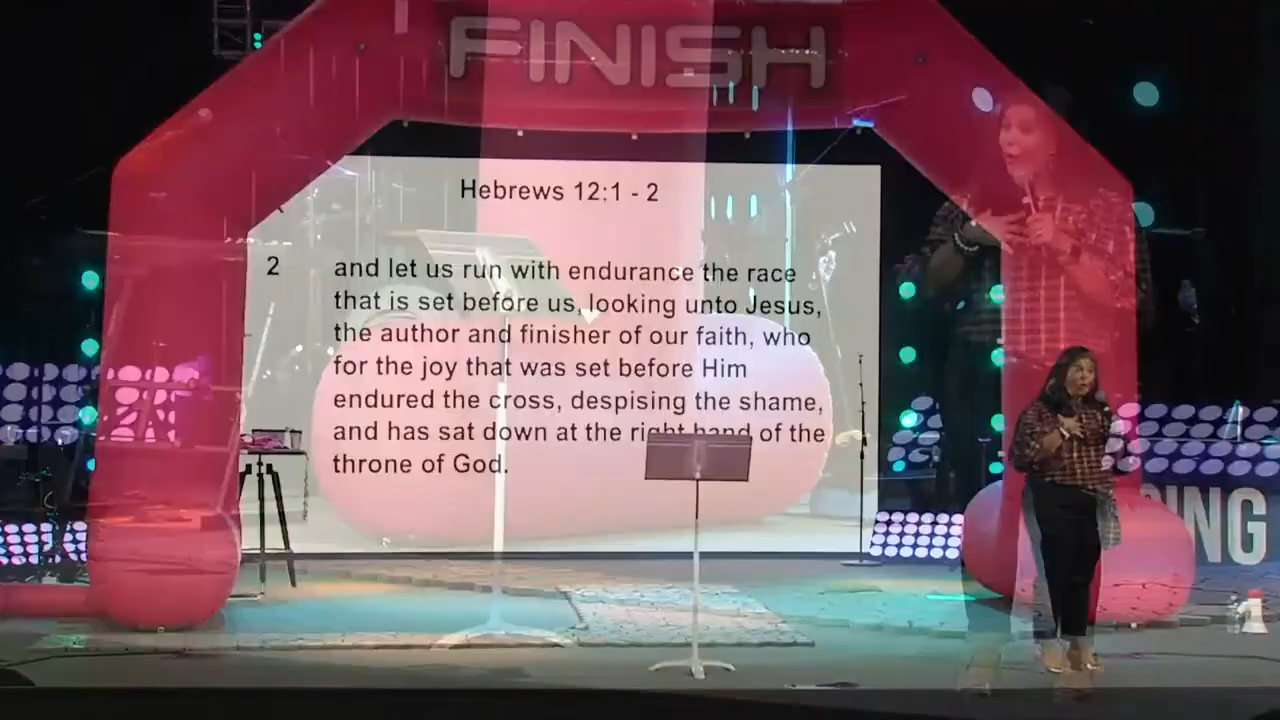 FINISH
Hebrews 12:1 - 2
2 and let us run with endurance the race
that is set before us, looking unto Jesus,
the author and finisher of our faith, who
for the joy that was set before Him
endured the cross, despising the shame,
and has sat down at the right hand of the
throne of God.